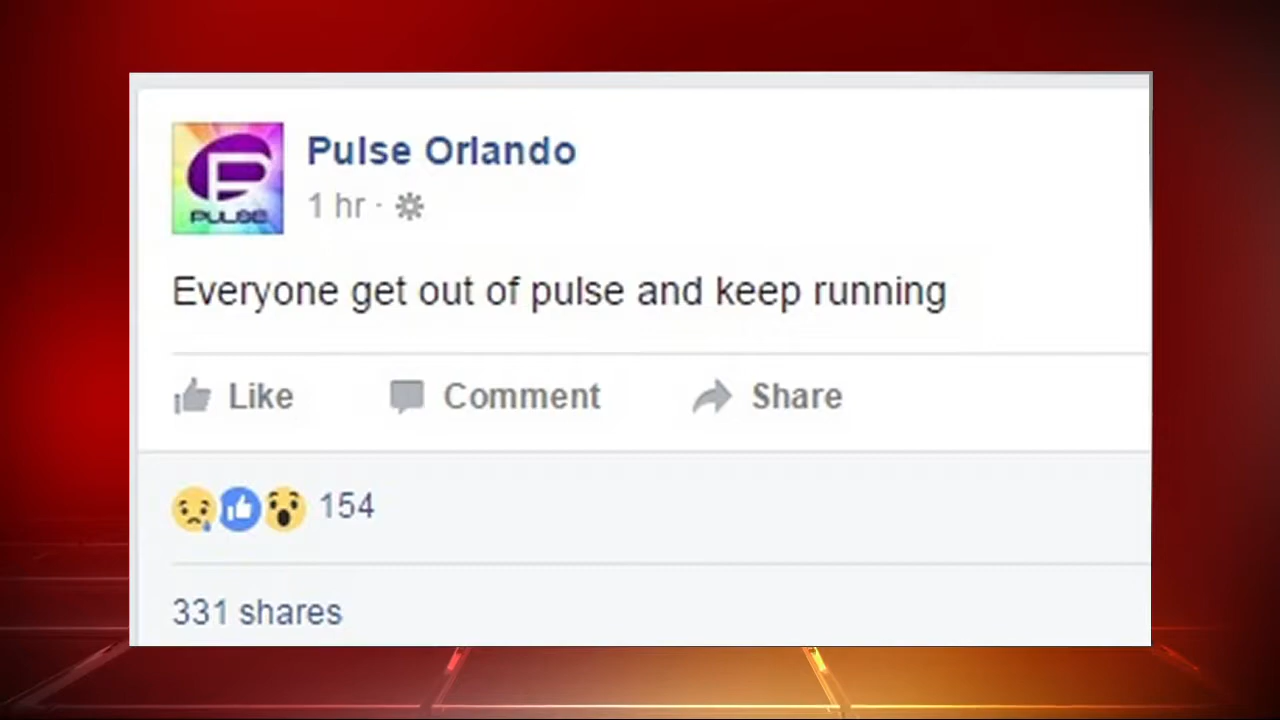 PULSE
Pulse Orlando
1 hr ·
Everyone get out of pulse and keep running
Like Comment Share
154
331 shares